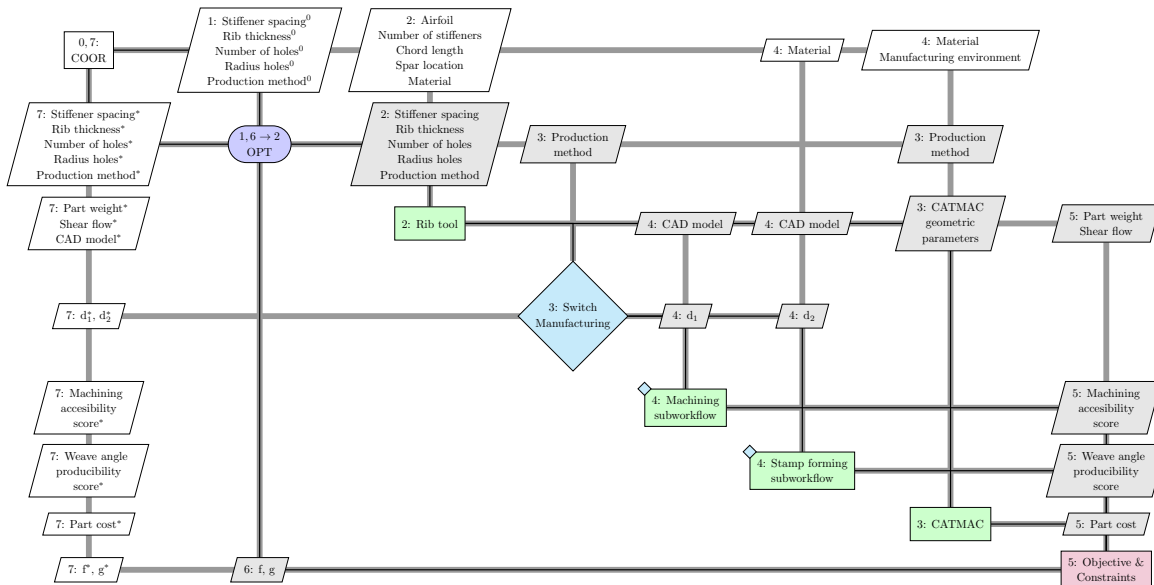 0, 7:
COOR
1: Stiffener spacing⁰
Rib thickness⁰
Number of holes⁰
Radius holes⁰
Production method⁰
2: Airfoil
Number of stiffeners
Chord length
Spar location
Material
4: Material
4: Material
Manufacturing environment
7: Stiffener spacing*
Rib thickness*
Number of holes*
Radius holes*
Production method*
1, 6 → 2
OPT
2: Stiffener spacing
Rib thickness
Number of holes
Radius holes
Production method
3: Production
method
3: Production
method
7: Part weight*
Shear flow*
CAD model*
2: Rib tool
4: CAD model
4: CAD model
3: CATMAC
geometric
parameters
5: Part weight
Shear flow
7: d₁*, d₂*
3: Switch
Manufacturing
4: d₁
4: d₂
7: Machining
accesibility
score*
4: Machining
subworkflow
5: Machining
accesibility
score
7: Weave angle
producibility
score*
4: Stamp forming
subworkflow
5: Weave angle
producibility
score
7: Part cost*
3: CATMAC
5: Part cost
7: f*, g*
6: f, g
5: Objective &
Constraints